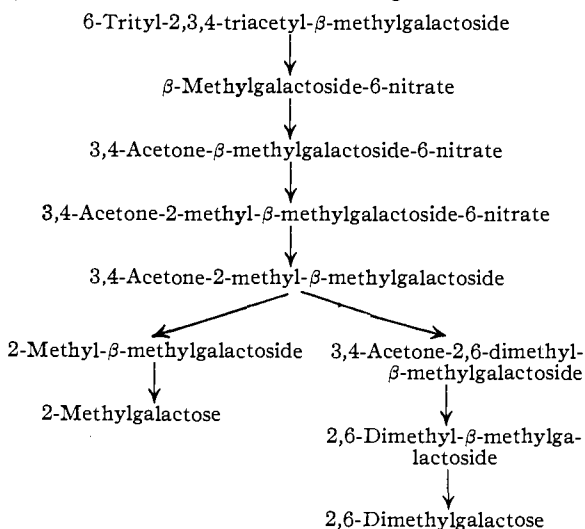 6-Trityl-2,3,4-triacetyl-β-methylgalactoside
β-Methylgalactoside-6-nitrate
3,4-Acetone-β-methylgalactoside-6-nitrate
3,4-Acetone-2-methyl-β-methylgalactoside-6-nitrate
3,4-Acetone-2-methyl-β-methylgalactoside
2-Methyl-β-methylgalactoside
2-Methylgalactose
3,4-Acetone-2,6-dimethyl-
β-methylgalactoside
2,6-Dimethyl-β-methylga-
lactoside
2,6-Dimethylgalactose